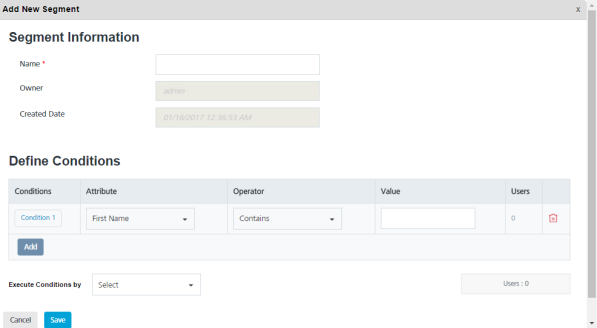 Add New Segment x
Segment Information
Name *
Owner admin
Created Date 01/16/2017 12:36:53 AM
Define Conditions
Conditions Attribute Operator Value Users
Condition 1 First Name Contains 0
Add
Execute Conditions by Select Users : 0
Cancel Save